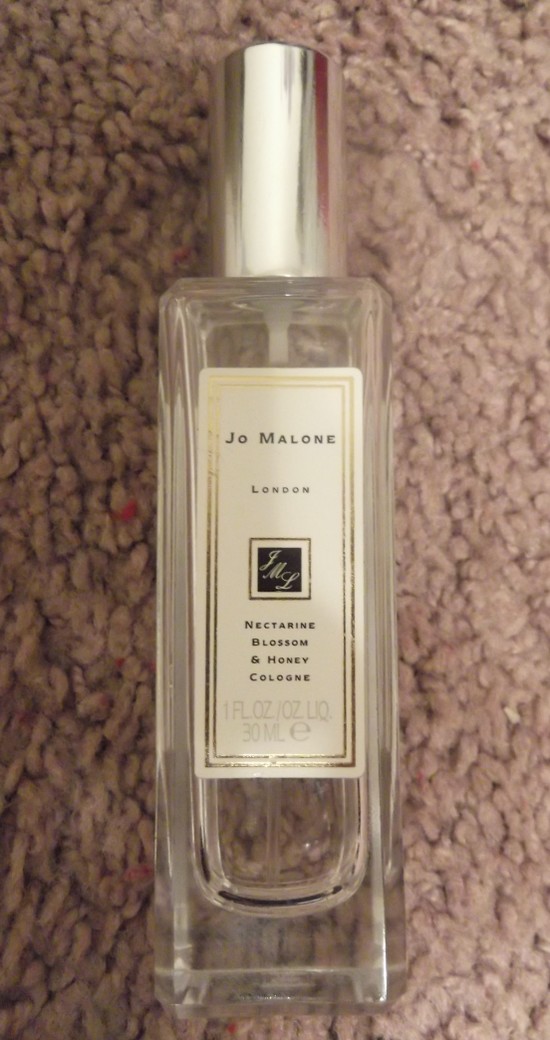 Jo Malone
London
JML
Nectarine
Blossom
& Honey
Cologne
1 FL.OZ./OZ. LIQ.
30 ML ℮